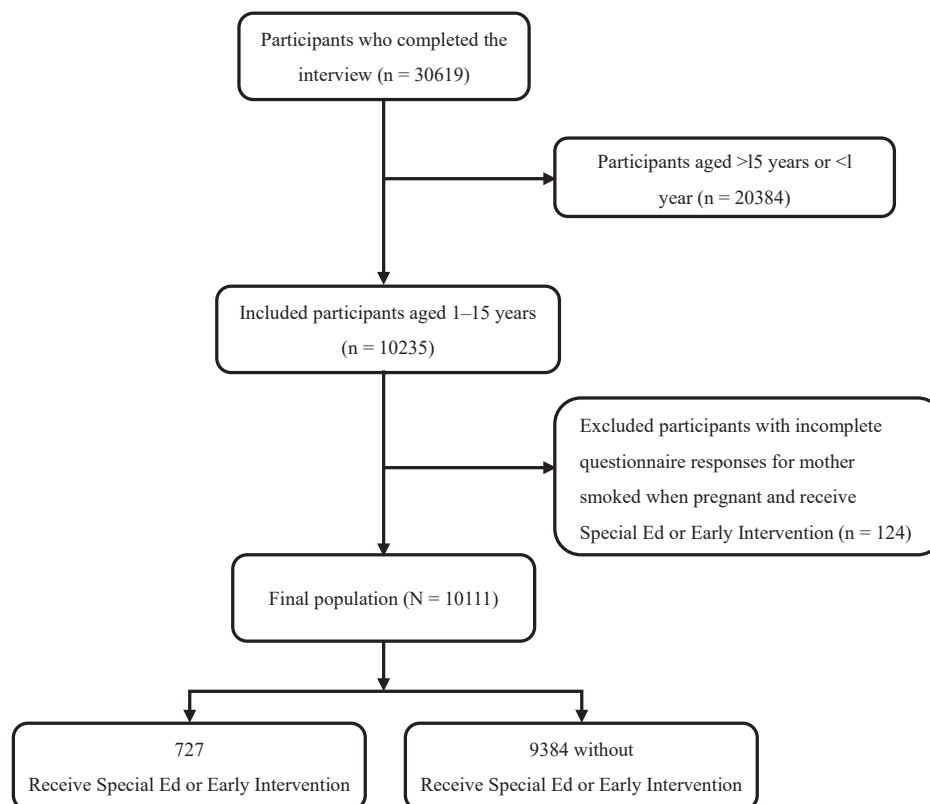 Participants who completed the
interview (n = 30619)
Participants aged >l5 years or <l
year (n = 20384)
Included participants aged 1–15 years
(n = 10235)
Excluded participants with incomplete
questionnaire responses for mother
smoked when pregnant and receive
Special Ed or Early Intervention (n = 124)
Final population (N = 10111)
727
Receive Special Ed or Early Intervention
9384 without
Receive Special Ed or Early Intervention